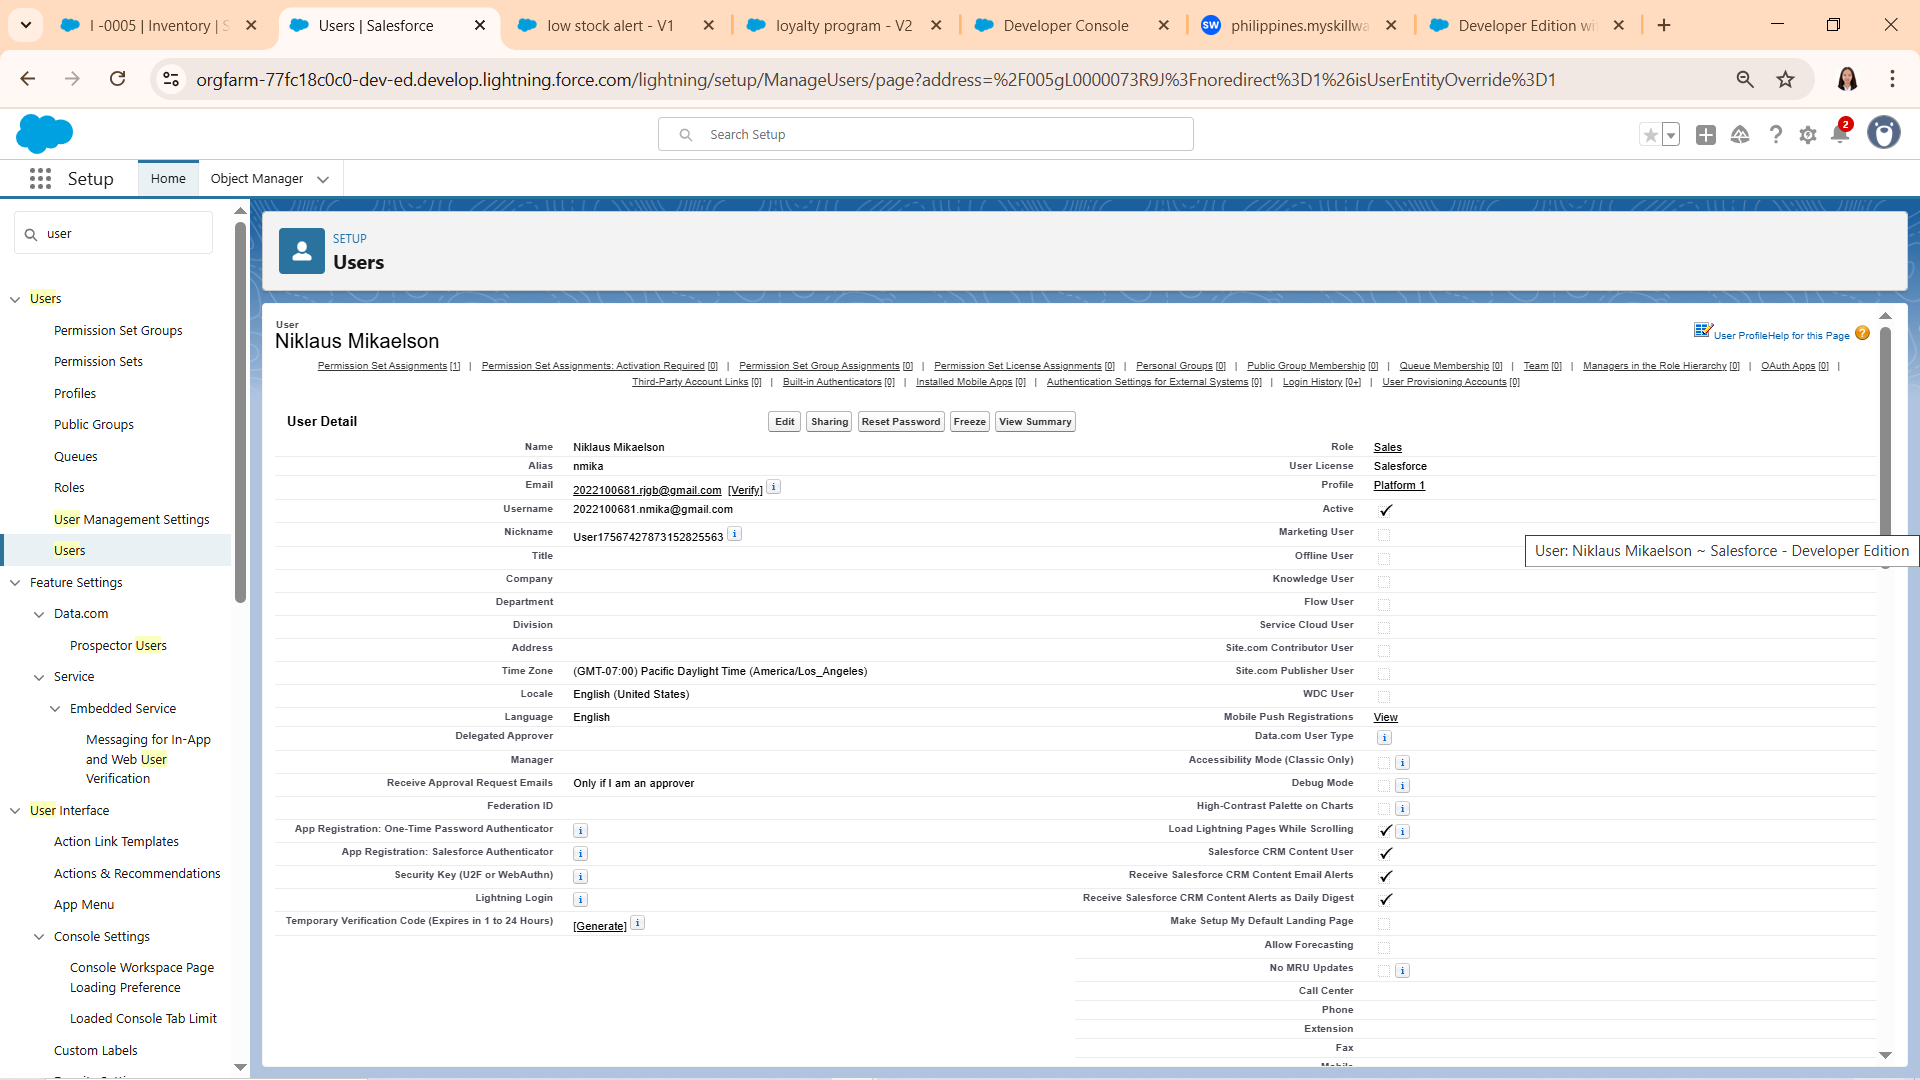 I -0005 | Inventory | S
Users | Salesforce
low stock alert - V1
loyalty program - V2
Developer Console
SW
philippines.myskillwa
Developer Edition wi
orgfarm-77fc18c0c0-dev-ed.develop.lightning.force.com/lightning/setup/ManageUsers/page?address=%2F005gL0000073R9J%3Fnoredirect%3D1%26isUserEntityOverride%3D1
Search Setup
2
Setup
Home
Object Manager
user
Users
Permission Set Groups
Permission Sets
Profiles
Public Groups
Queues
Roles
User Management Settings
Users
Feature Settings
Data.com
Prospector Users
Service
Embedded Service
Messaging for In-App
and Web User
Verification
User Interface
Action Link Templates
Actions & Recommendations
App Menu
Console Settings
Console Workspace Page
Loading Preference
Loaded Console Tab Limit
Custom Labels
SETUP
Users
User
Niklaus Mikaelson
User Profile Help for this Page
Permission Set Assignments [1] | Permission Set Assignments: Activation Required [0] | Permission Set Group Assignments [0] | Permission Set License Assignments [0] | Personal Groups [0] | Public Group Membership [0] | Queue Membership [0] | Team [0] | Managers in the Role Hierarchy [0] | OAuth Apps [0] |
Third-Party Account Links [0] | Built-in Authenticators [0] | Installed Mobile Apps [0] | Authentication Settings for External Systems [0] | Login History [0+] | User Provisioning Accounts [0]
User Detail
Edit Sharing Reset Password Freeze View Summary
Name Niklaus Mikaelson
Alias nmika
Email 2022100681.rjgb@gmail.com [Verify]
Username 2022100681.nmika@gmail.com
Nickname User17567427873152825563
Title
Company
Department
Division
Address
Time Zone (GMT-07:00) Pacific Daylight Time (America/Los_Angeles)
Locale English (United States)
Language English
Delegated Approver
Manager
Receive Approval Request Emails Only if I am an approver
Federation ID
App Registration: One-Time Password Authenticator
App Registration: Salesforce Authenticator
Security Key (U2F or WebAuthn)
Lightning Login
Temporary Verification Code (Expires in 1 to 24 Hours) [Generate]
Role Sales
User License Salesforce
Profile Platform 1
Active
Marketing User
Offline User
Knowledge User
Flow User
Service Cloud User
Site.com Contributor User
Site.com Publisher User
WDC User
Mobile Push Registrations View
Data.com User Type
Accessibility Mode (Classic Only)
Debug Mode
High-Contrast Palette on Charts
Load Lightning Pages While Scrolling
Salesforce CRM Content User
Receive Salesforce CRM Content Email Alerts
Receive Salesforce CRM Content Alerts as Daily Digest
Make Setup My Default Landing Page
Allow Forecasting
No MRU Updates
Call Center
Phone
Extension
Fax
User: Niklaus Mikaelson ~ Salesforce - Developer Edition